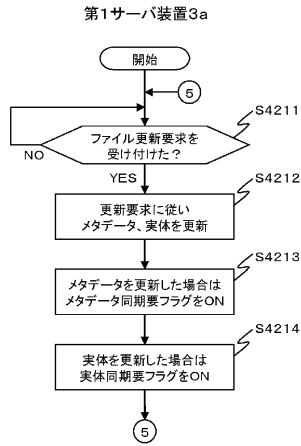 第1サーバ装置3a
開始
5
S4211
ファイル更新要求を
受け付けた？
NO
YES
S4212
更新要求に従い
メタデータ、実体を更新
S4213
メタデータを更新した場合は
メタデータ同期要フラグをON
S4214
実体を更新した場合は
実体同期要フラグをON
5